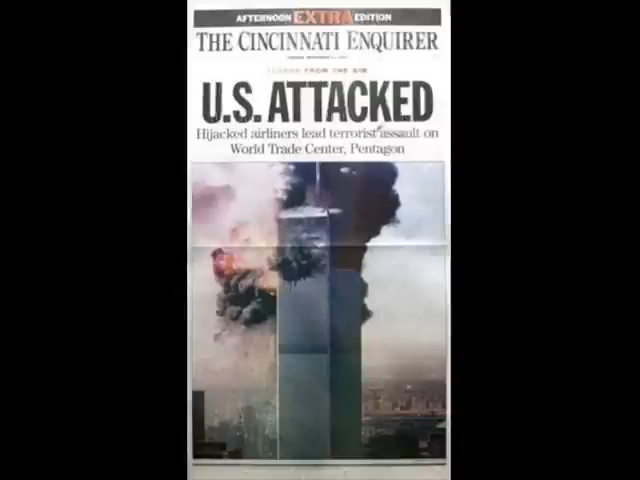 AFTERNOON EXTRA EDITION
THE CINCINNATI ENQUIRER
FROM THE AIR
U.S. ATTACKED
Hijacked airliners lead terrorist assault on
World Trade Center, Pentagon